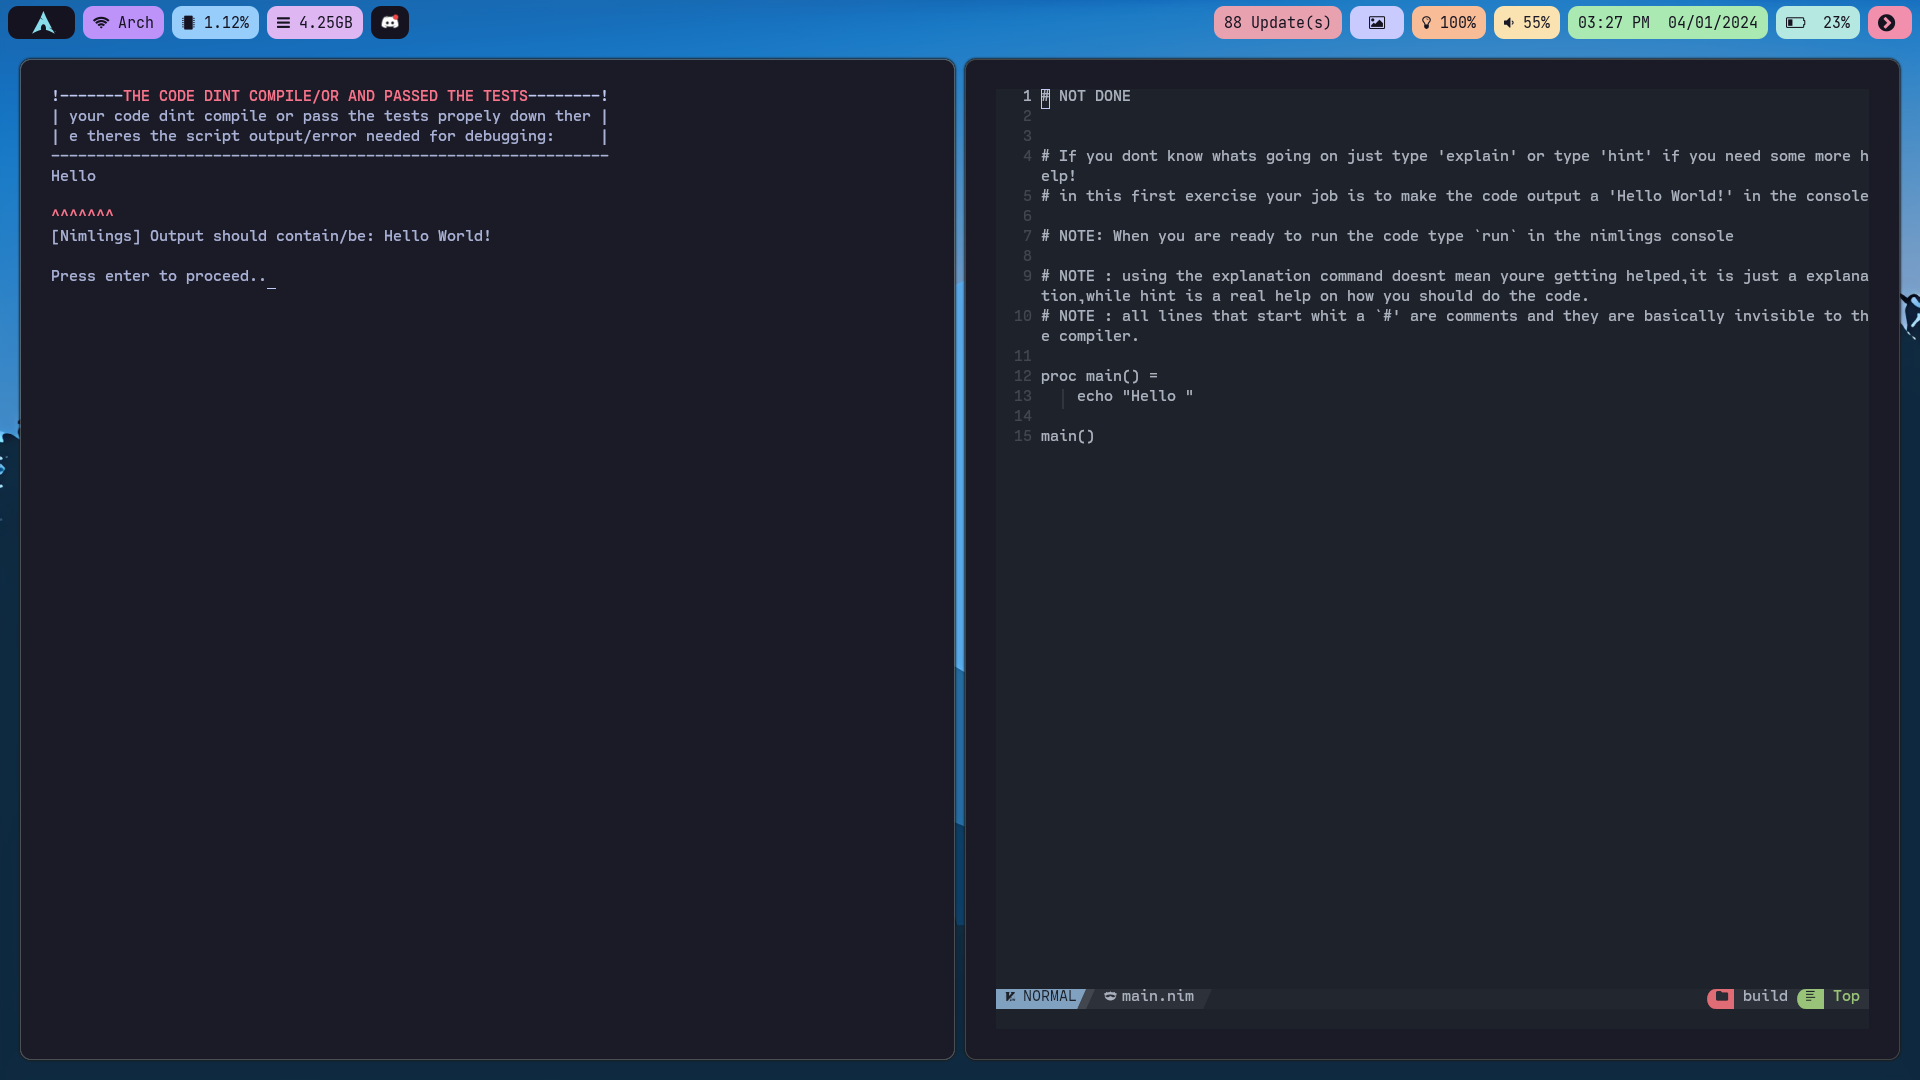 Arch 1.12% 4.25GB 88 Update(s) 100% 55% 03:27 PM 04/01/2024 23%
!-------THE CODE DINT COMPILE/OR AND PASSED THE TESTS--------!
| your code dint compile or pass the tests propely down ther |
| e theres the script output/error needed for debugging: |
--------------------------------------------------------------
Hello
^^^^^^^
[Nimlings] Output should contain/be: Hello World!
Press enter to proceed.._
1 # NOT DONE
2
3
4 # If you dont know whats going on just type 'explain' or type 'hint' if you need some more h
elp!
5 # in this first exercise your job is to make the code output a 'Hello World!' in the console
6
7 # NOTE: When you are ready to run the code type `run` in the nimlings console
8
9 # NOTE : using the explanation command doesnt mean youre getting helped,it is just a explana
tion,while hint is a real help on how you should do the code.
10 # NOTE : all lines that start whit a `#' are comments and they are basically invisible to th
e compiler.
11
12 proc main() =
13 echo "Hello "
14
15 main()
NORMAL main.nim build Top